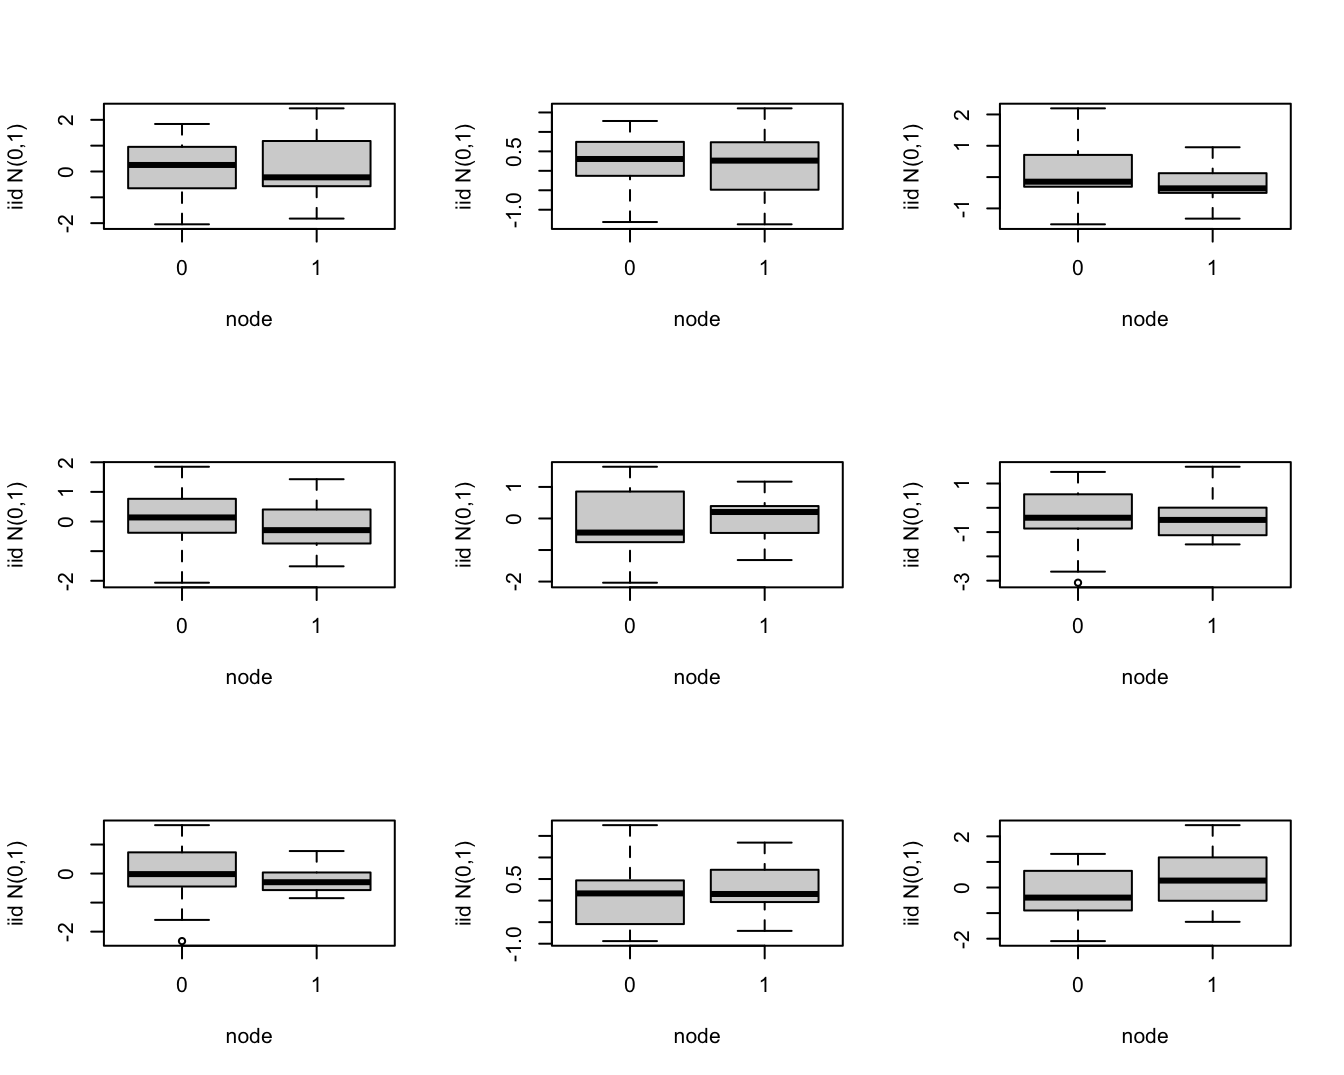 iid N(0,1)
2
0
-2
0 1
node
iid N(0,1)
0.5
-1.0
0 1
node
iid N(0,1)
2
1
-1
0 1
node
iid N(0,1)
2
1
0
-2
0 1
node
iid N(0,1)
1
0
-2
0 1
node
iid N(0,1)
1
-1
-3
0 1
node
iid N(0,1)
0
-2
0 1
node
iid N(0,1)
0.5
-1.0
0 1
node
iid N(0,1)
2
0
-2
0 1
node